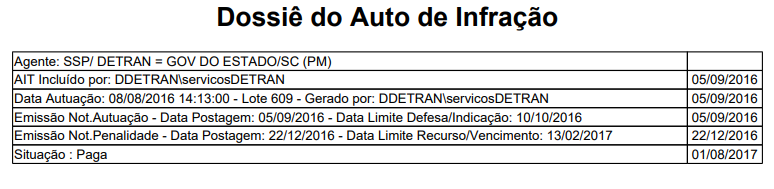 Dossiê do Auto de Infração
Agente: SSP/ DETRAN = GOV DO ESTADO/SC (PM)
AIT Incluído por: DDETRAN\servicosDETRAN 05/09/2016
Data Autuação: 08/08/2016 14:13:00 - Lote 609 - Gerado por: DDETRAN\servicosDETRAN 05/09/2016
Emissão Not.Autuação - Data Postagem: 05/09/2016 - Data Limite Defesa/Indicação: 10/10/2016 05/09/2016
Emissão Not.Penalidade - Data Postagem: 22/12/2016 - Data Limite Recurso/Vencimento: 13/02/2017 22/12/2016
Situação : Paga 01/08/2017